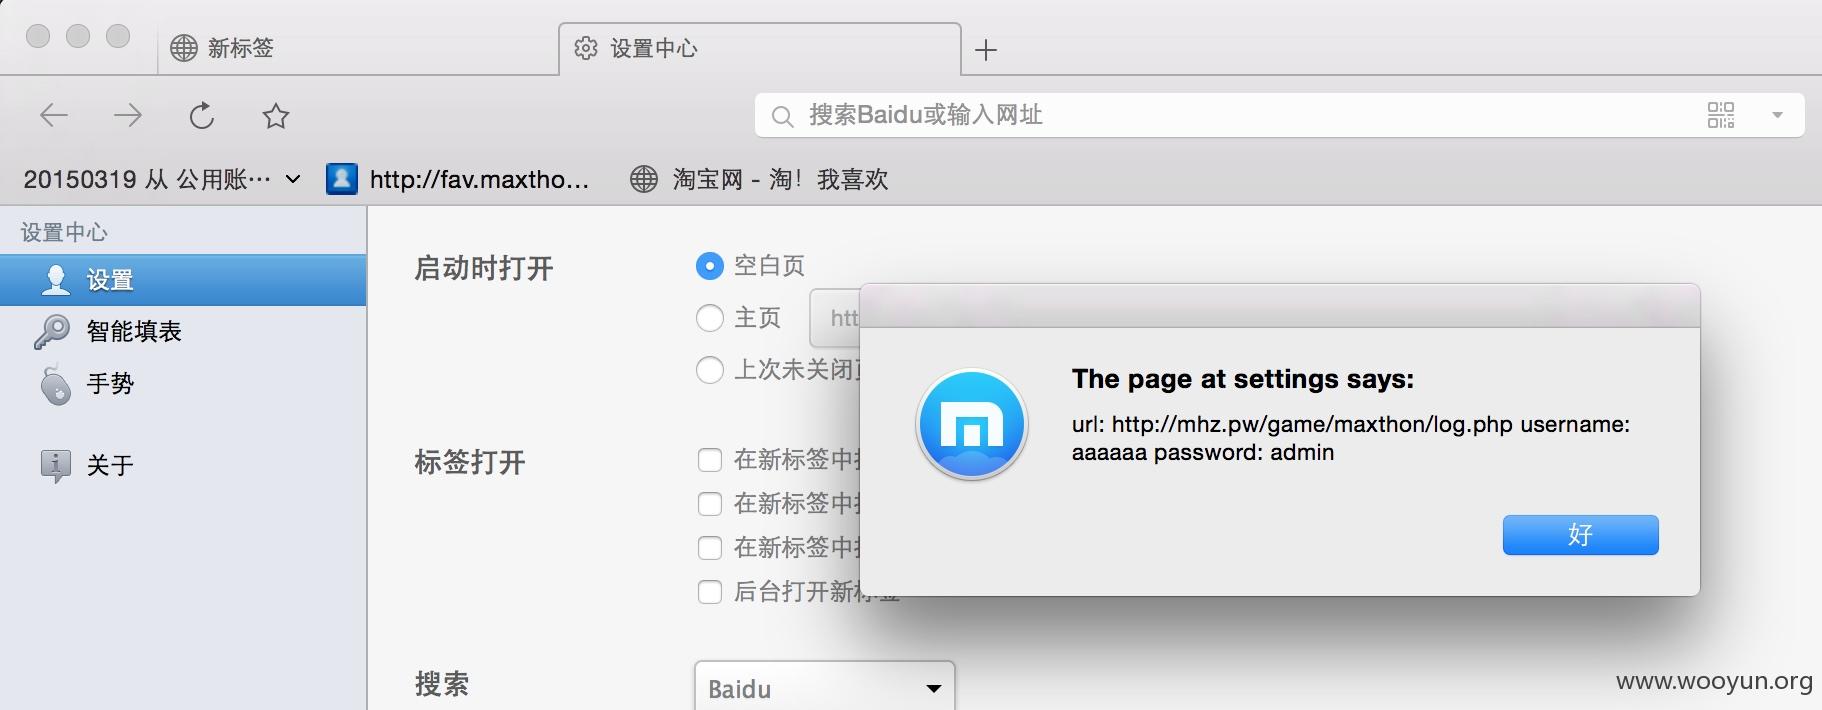 新标签
设置中心
搜索Baidu或输入网址
20150319 从 公用账…
http://fav.maxtho...
淘宝网 - 淘！我喜欢
设置中心
设置
智能填表
手势
关于
启动时打开
空白页
主页
htt
上次未关闭
标签打开
在新标签中
在新标签中
在新标签中
后台打开新标签
搜索
Baidu
The page at settings says:
url: http://mhz.pw/game/maxthon/log.php username:
aaaaaa password: admin
好
www.wooyun.org